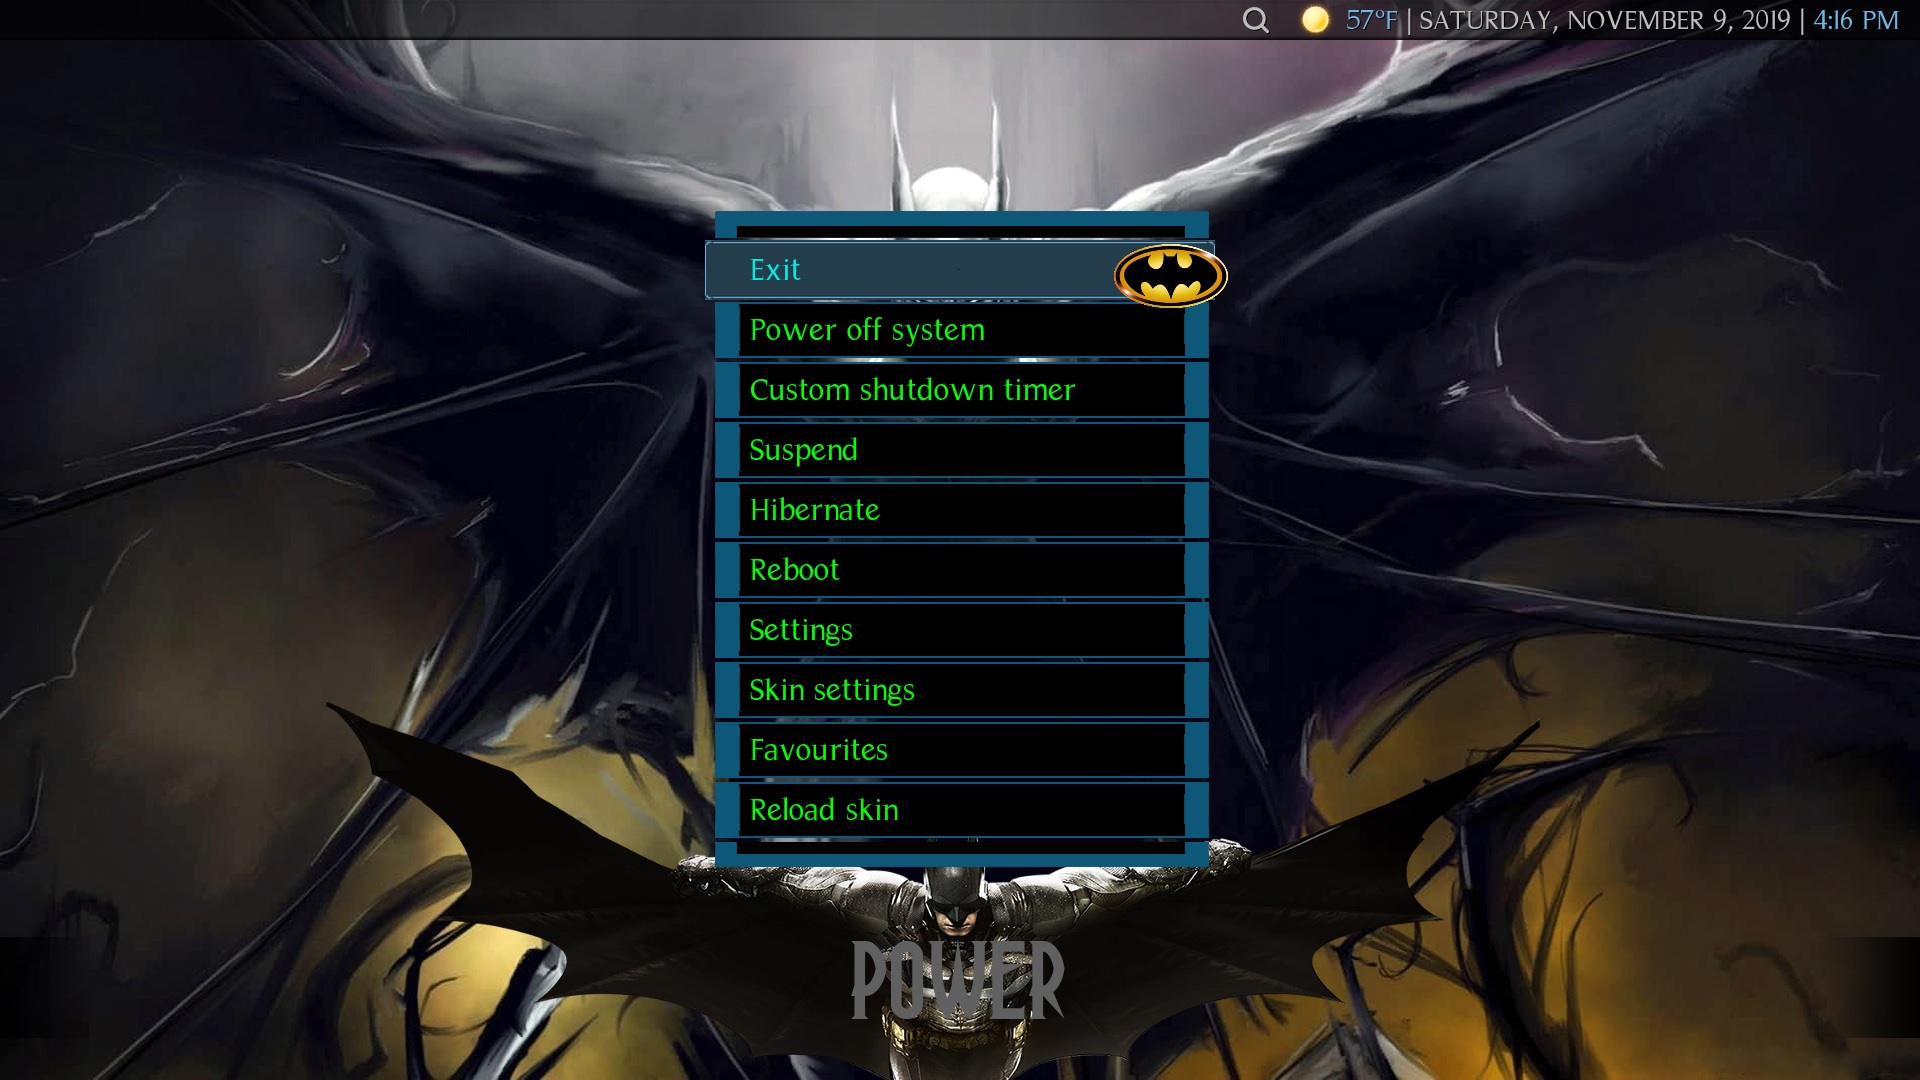 57°F | SATURDAY, NOVEMBER 9, 2019 | 4:16 PM
Exit
Power off system
Custom shutdown timer
Suspend
Hibernate
Reboot
Settings
Skin settings
Favourites
Reload skin
POWER